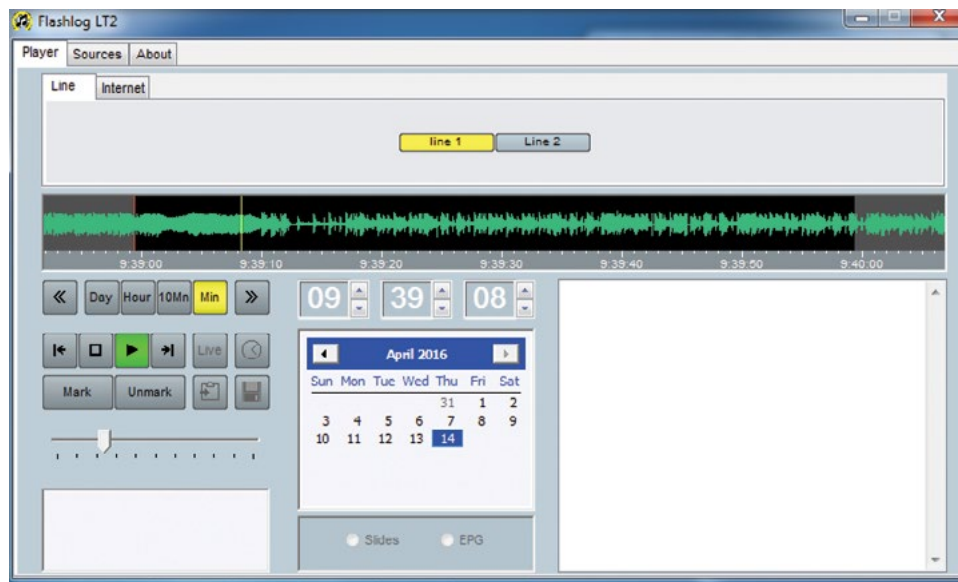 Flashlog LT2
Player Sources About
Line Internet
line 1 Line 2
9:39:00 9:39:10 9:39:20 9:39:30 9:39:40 9:39:50 9:40:00
Day Hour 10Mn Min
09 39 08
Live
Mark Unmark
April 2016
Sun Mon Tue Wed Thu Fri Sat
31 1 2
3 4 5 6 7 8 9
10 11 12 13 14
Slides EPG